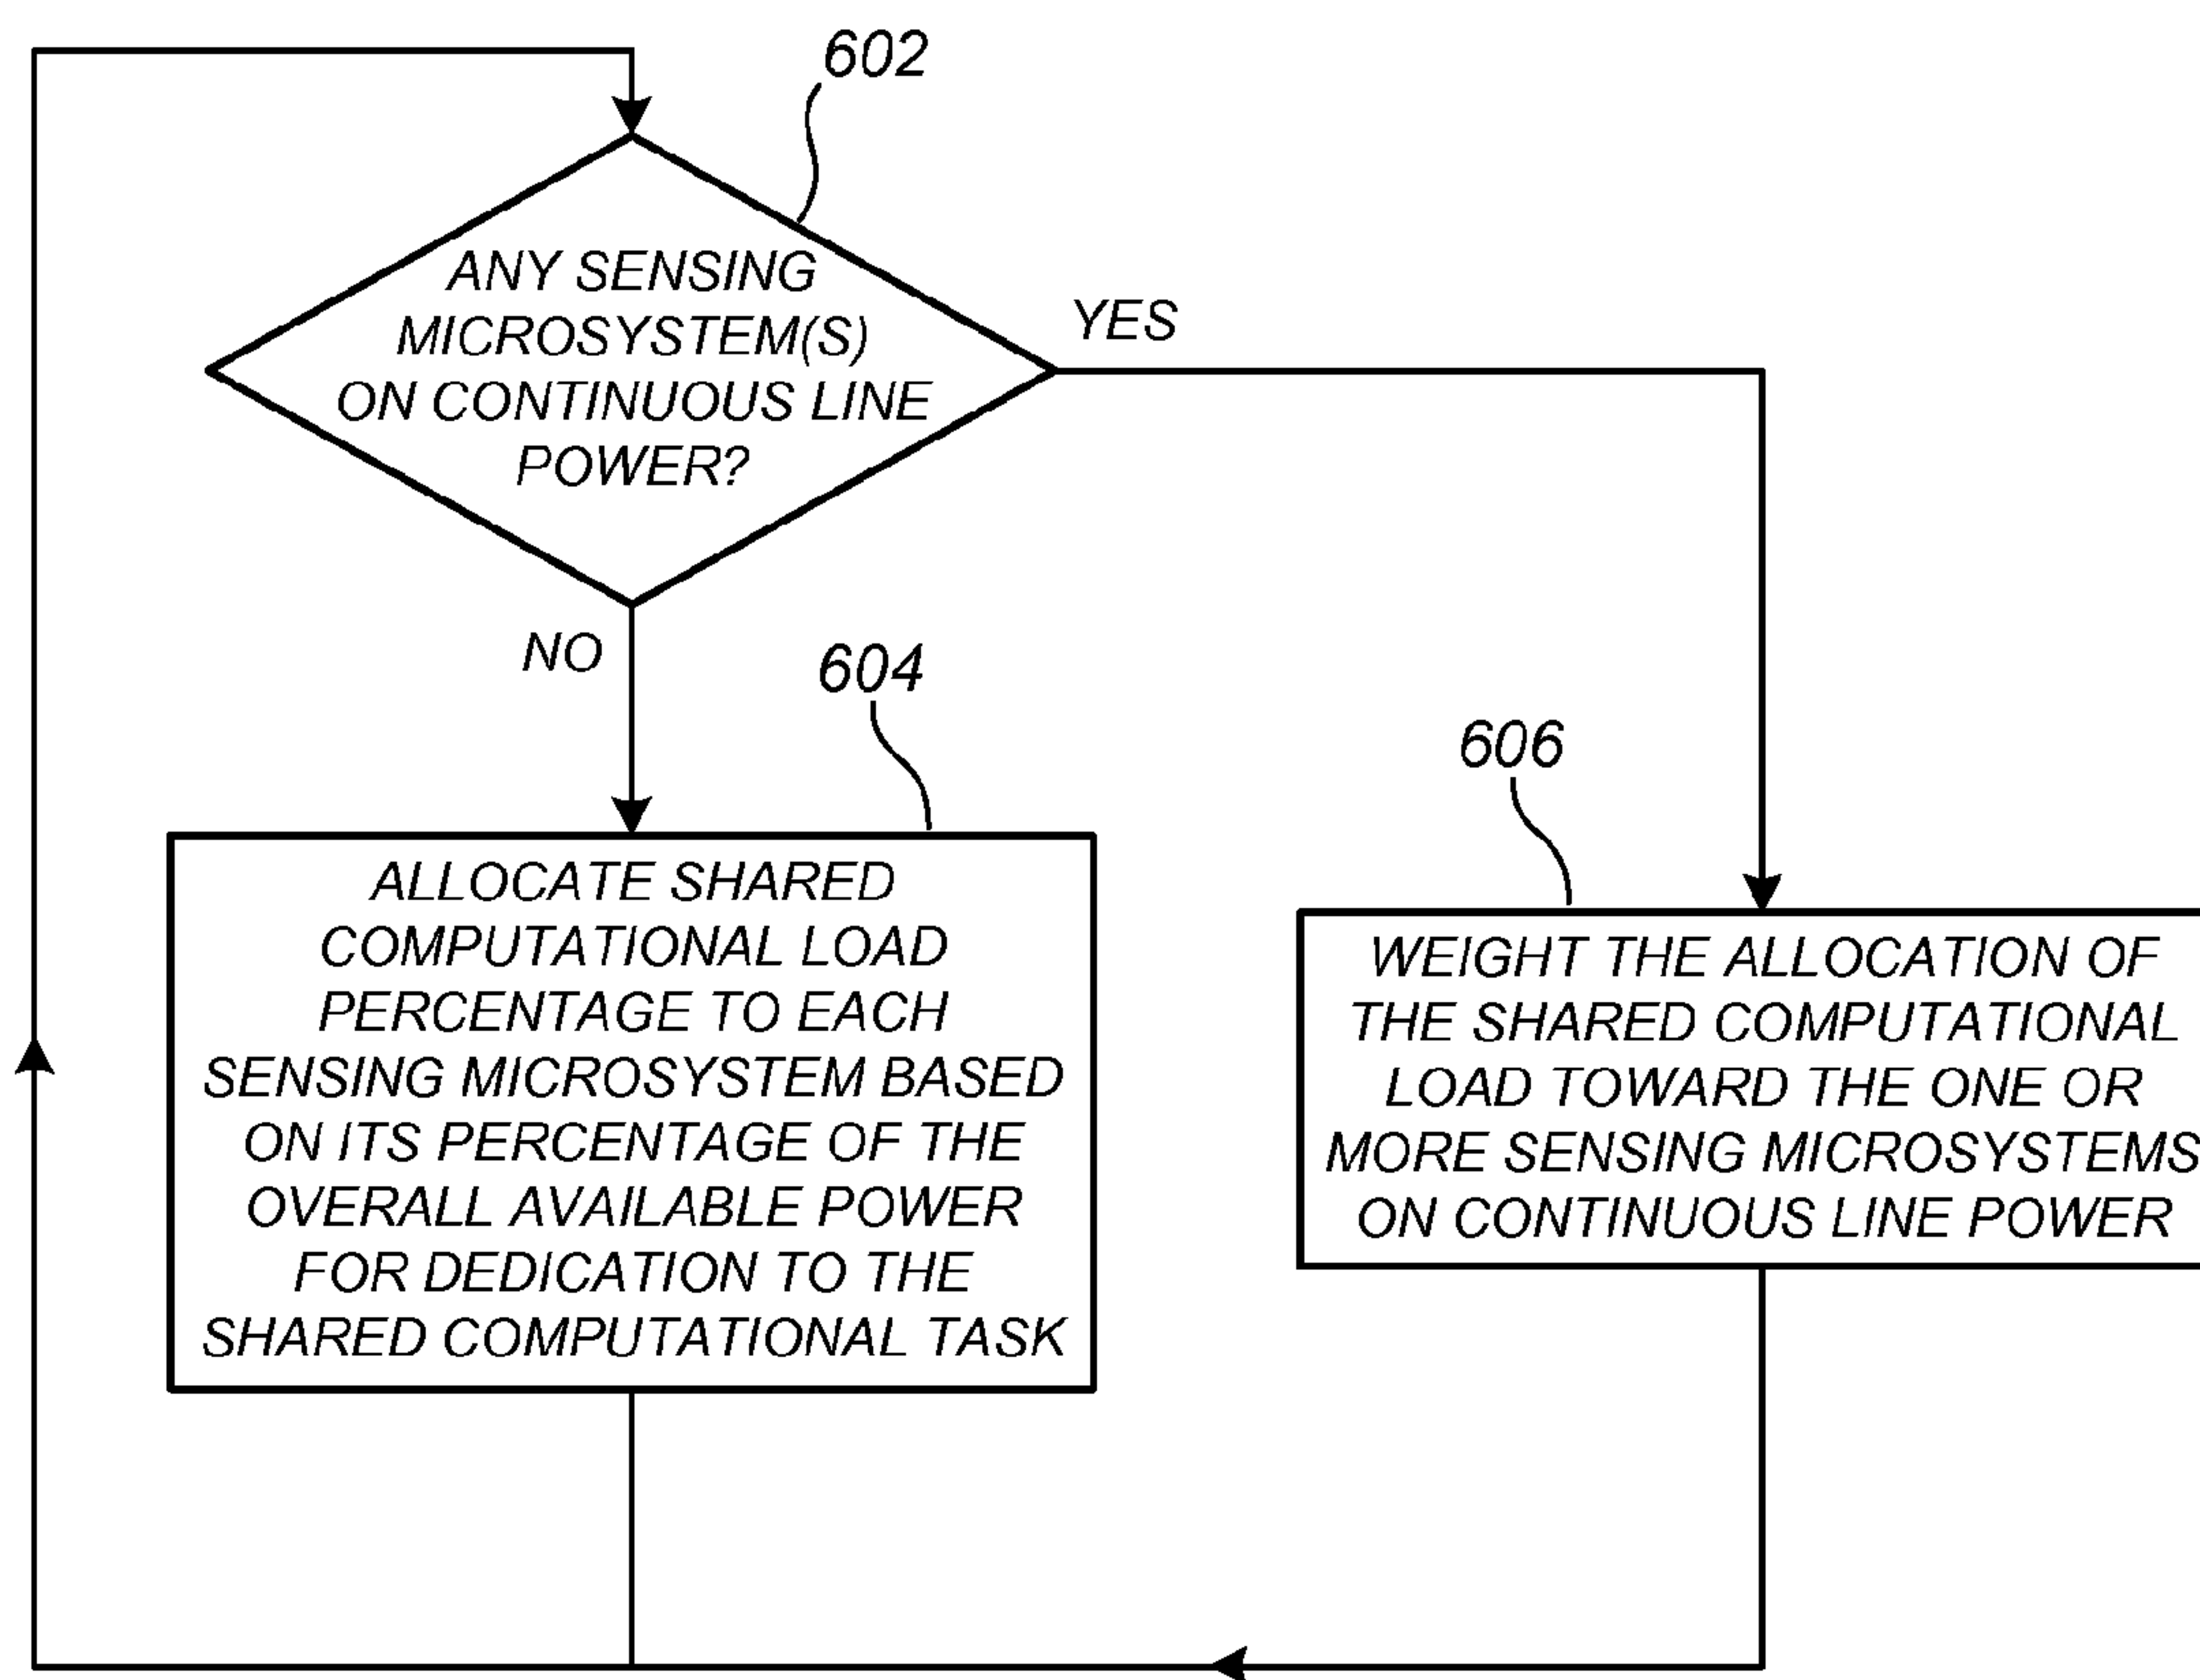 602
ANY SENSING
MICROSYSTEM(S)
ON CONTINUOUS LINE
POWER?
YES
NO
604
ALLOCATE SHARED
COMPUTATIONAL LOAD
PERCENTAGE TO EACH
SENSING MICROSYSTEM BASED
ON ITS PERCENTAGE OF THE
OVERALL AVAILABLE POWER
FOR DEDICATION TO THE
SHARED COMPUTATIONAL TASK
606
WEIGHT THE ALLOCATION OF
THE SHARED COMPUTATIONAL
LOAD TOWARD THE ONE OR
MORE SENSING MICROSYSTEMS
ON CONTINUOUS LINE POWER